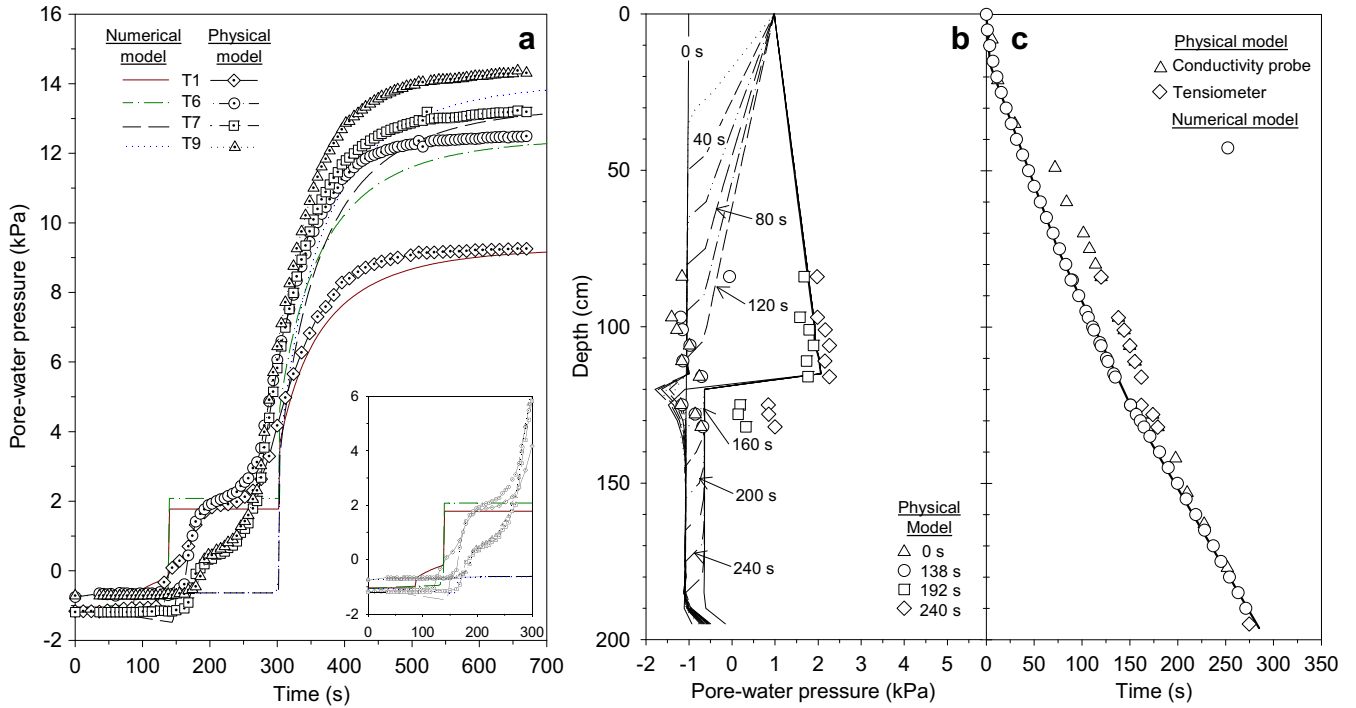 a
Numerical model
Physical model
T1
T6
T7
T9
Pore-water pressure (kPa)
16
14
12
10
8
6
4
2
0
-2
0 100 200 300 400 500 600 700
Time (s)
6
4
2
0
-2
0 100 200 300
b
0 s
40 s
80 s
120 s
160 s
200 s
240 s
Physical Model
0 s
138 s
192 s
240 s
Depth (cm)
0
50
100
150
200
-2 -1 0 1 2 3 4 5
Pore-water pressure (kPa)
c
Physical model
Conductivity probe
Tensiometer
Numerical model
0 50 100 150 200 250 300 350
Time (s)